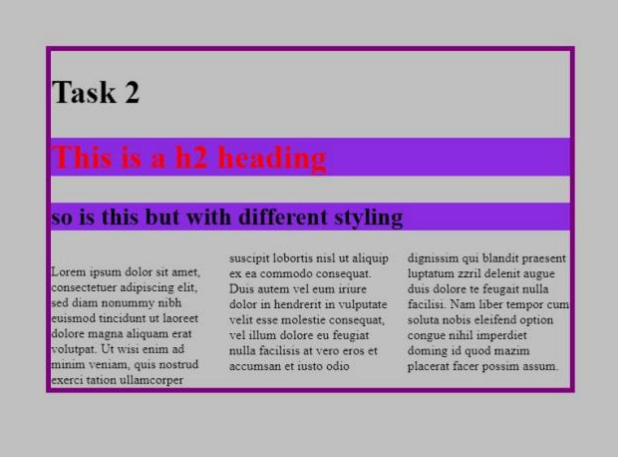 Task 2
This is a h2 heading
so is this but with different styling
Lorem ipsum dolor sit amet,
consectetuer adipiscing elit,
sed diam nonummy nibh
euismod tincidunt ut laoreet
dolore magna aliquam erat
volutpat. Ut wisi enim ad
minim veniam, quis nostrud
exerci tation ullamcorper
suscipit lobortis nisl ut aliquip
ex ea commodo consequat.
Duis autem vel eum iriure
dolor in hendrerit in vulputate
velit esse molestie consequat,
vel illum dolore eu feugiat
nulla facilisis at vero eros et
accumsan et iusto odio
dignissim qui blandit praesent
luptatum zzril delenit augue
duis dolore te feugait nulla
facilisi. Nam liber tempor cum
soluta nobis eleifend option
congue nihil imperdiet
doming id quod mazim
placerat facer possim assum.